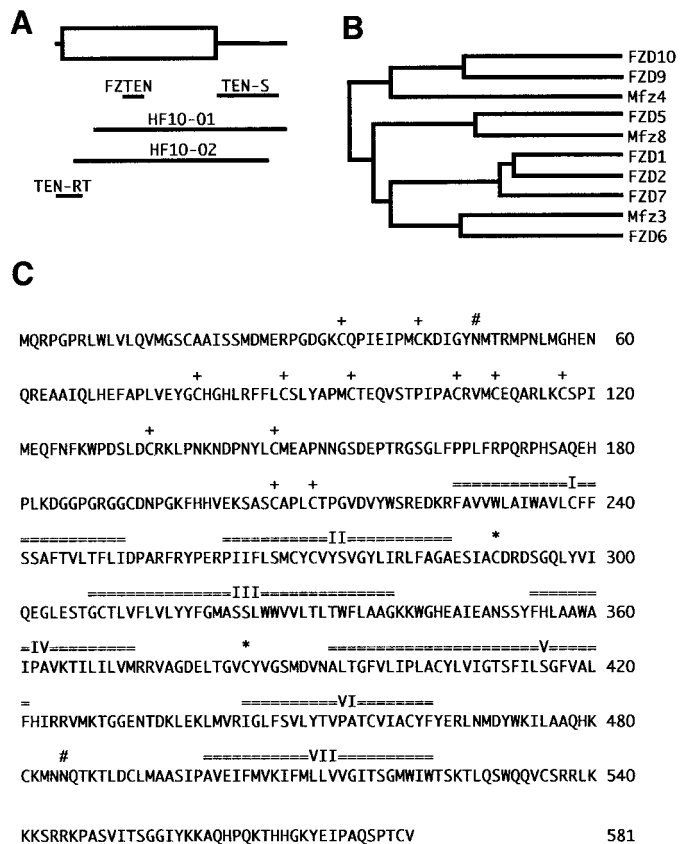 A
FZTEN TEN-S
HF10-01
HF10-02
TEN-RT
B
FZD10
FZD9
Mfz4
FZD5
Mfz8
FZD1
FZD2
FZD7
Mfz3
FZD6
C
+ + #
MQRPGPRLWLVLQVMGSCAAISSMDMERPGDGKCQPIEIPMCKDIGYNMTRMPNLMGHEN 60
+ + + + + +
QREAAIQLHEFAPLVEYGCHGHLRFFLCSLYAPMCTEQVSTPIPACRVMCEQARLKCSPI 120
+ +
MEQFNFKWPDSLDCRKLPNKNDPNYLCMEAPNNGSDEPTRGSGLFPPLFRPQRPHSAQEH 180
+ + ============I==
PLKDGGPGRGGCDNPGKFHHVEKSASCAPLCTPGVDVYWSREDKRFAVVWLAIWAVLCFF 240
=========== ===========II=========== *
SSAFTVLTFLIDPARFRYPERPIIFLSMCYCVYSVGYLIRLFAGAESIACDRDSGQLYVI 300
===============III============== =======
QEGLESTGCTLVFLVLYYFGMASSLWWVVLTLTWFLAAGKKWGHEAIEANSSYFHLAAWA 360
=IV========= * ======================V=====
IPAVKTILILVMRRVAGDELTGVCYVGSMDVNALTGFVLIPLACYLVIGTSFILSGFVAL 420
= ==========VI========
FHIRRVMKTGGENTDKLEKLMVRIGLFSVLYTVPATCVIACYFYERLNMDYWKILAAQHK 480
# ===========VII==========
CKMNNQTKTLDCLMAASIPAVEIFMVKIFMLLVVGITSGMWIWTSKTLQSWQQVCSRRLK 540
KKSRRKPASVITSGGIYKKAQHPQKTHHGKYEIPAQSPTCV 581